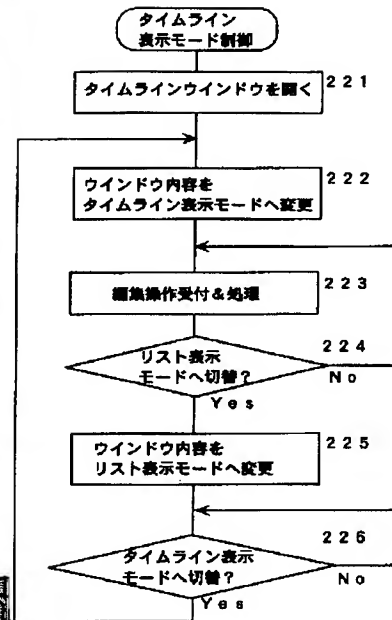 タイムライン
表示モード制御
タイムラインウインドウを開く
221
ウインドウ内容を
タイムライン表示モードへ変更
222
編集操作受付&処理
223
リスト表示
モードへ切替?
224
No
Yes
ウインドウ内容を
リスト表示モードへ変更
225
タイムライン表示
モードへ切替?
226
No
Yes